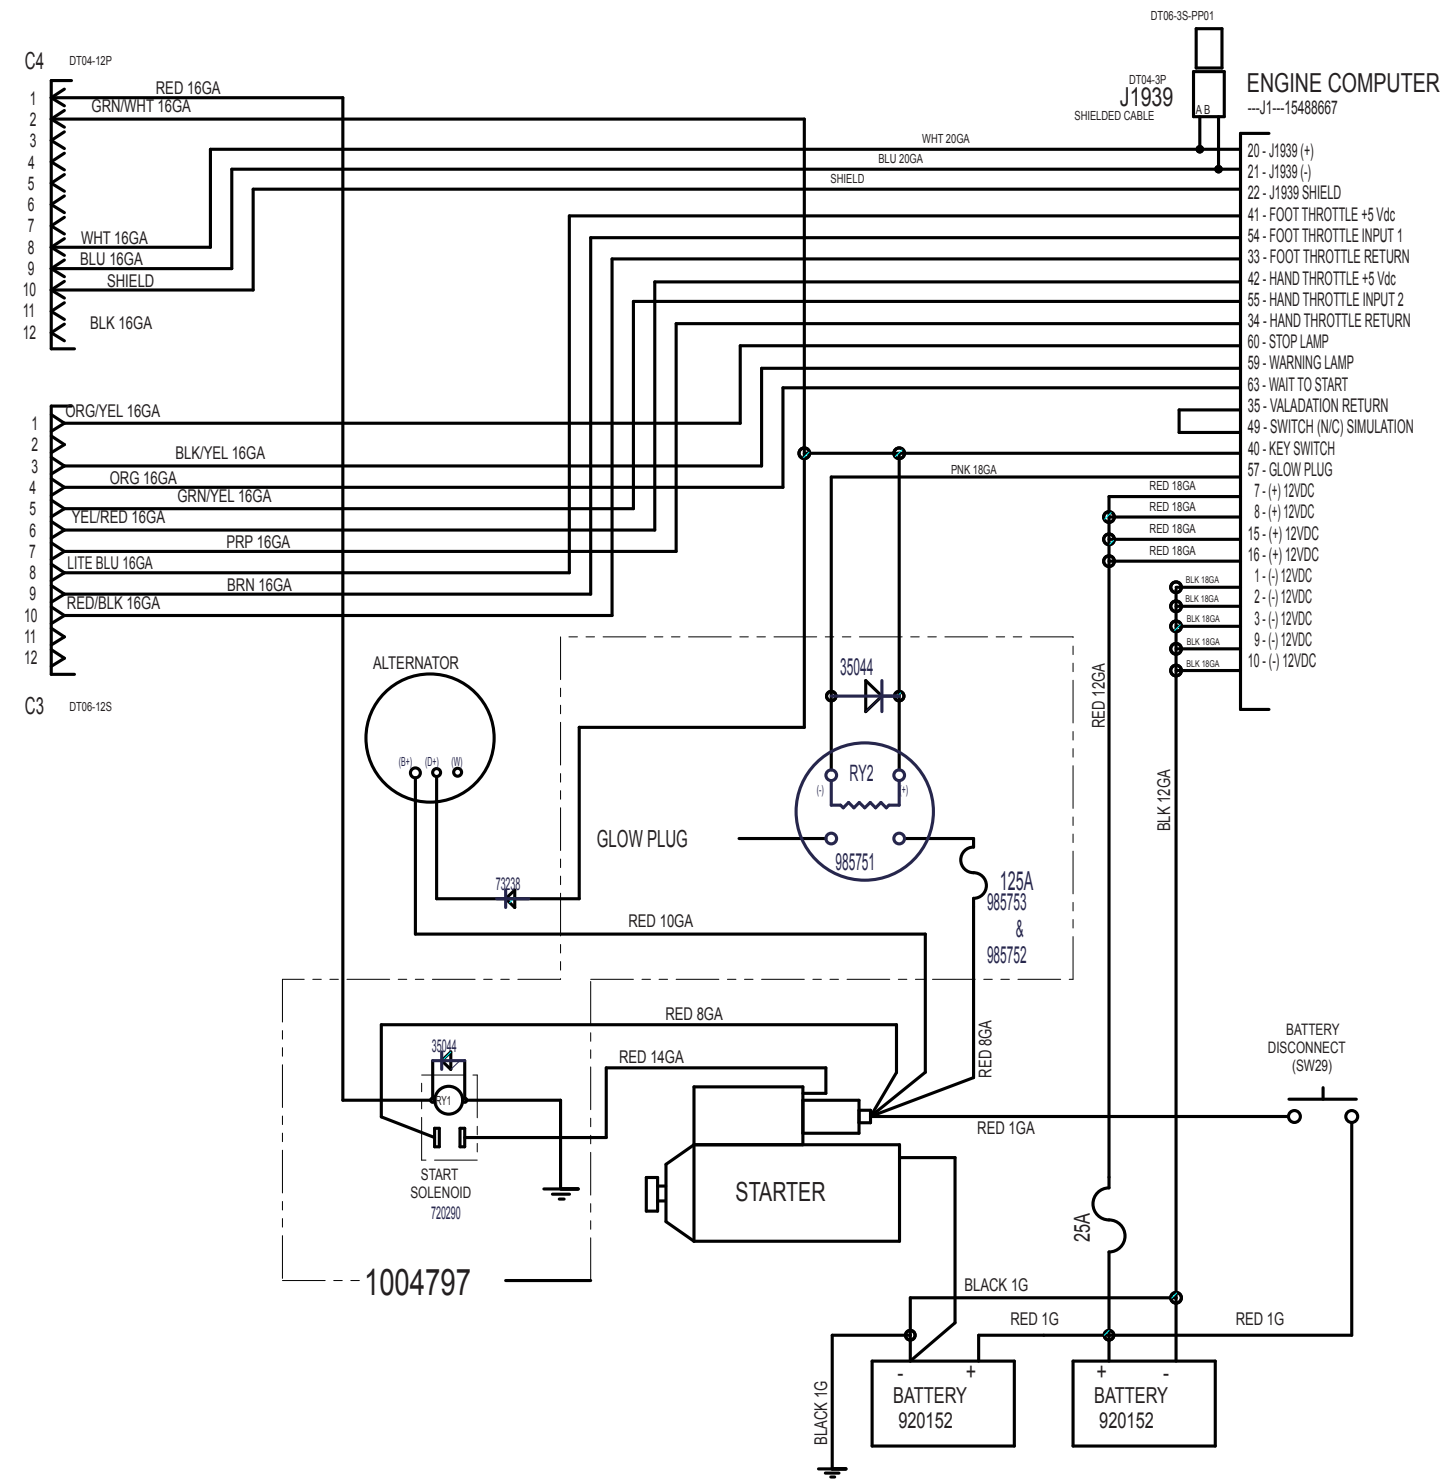 DT06-3S-PP01
C4 DT04-12P
DT04-3P
J1939
SHIELDED CABLE
A B
ENGINE COMPUTER
---J1---15488667
1
2
3
4
5
6
7
8
9
10
11
12
RED 16GA
GRN/WHT 16GA
WHT 16GA
BLU 16GA
SHIELD
BLK 16GA
WHT 20GA
BLU 20GA
SHIELD
20 - J1939 (+)
21 - J1939 (-)
22 - J1939 SHIELD
41 - FOOT THROTTLE +5 Vdc
54 - FOOT THROTTLE INPUT 1
33 - FOOT THROTTLE RETURN
42 - HAND THROTTLE +5 Vdc
55 - HAND THROTTLE INPUT 2
34 - HAND THROTTLE RETURN
60 - STOP LAMP
59 - WARNING LAMP
63 - WAIT TO START
35 - VALADATION RETURN
49 - SWITCH (N/C) SIMULATION
40 - KEY SWITCH
57 - GLOW PLUG
7 - (+) 12VDC
8 - (+) 12VDC
15 - (+) 12VDC
16 - (+) 12VDC
1 - (-) 12VDC
2 - (-) 12VDC
3 - (-) 12VDC
9 - (-) 12VDC
10 - (-) 12VDC
PNK 18GA
RED 18GA
RED 18GA
RED 18GA
RED 18GA
BLK 18GA
BLK 18GA
BLK 18GA
BLK 18GA
BLK 18GA
1
2
3
4
5
6
7
8
9
10
11
12
ORG/YEL 16GA
BLK/YEL 16GA
ORG 16GA
GRN/YEL 16GA
YEL/RED 16GA
PRP 16GA
LITE BLU 16GA
BRN 16GA
RED/BLK 16GA
C3 DT06-12S
ALTERNATOR
(B+) (D+) (W)
73238
35044
RY2
(-) (+)
985751
GLOW PLUG
125A
985753
&
985752
RED 12GA
BLK 12GA
RED 10GA
RED 8GA
RED 14GA
RED 8GA
35044
RY1
START
SOLENOID
720290
1004797
STARTER
RED 1GA
BATTERY
DISCONNECT
(SW29)
25A
BLACK 1G
RED 1G
RED 1G
BLACK 1G
- +
BATTERY
920152
+ -
BATTERY
920152